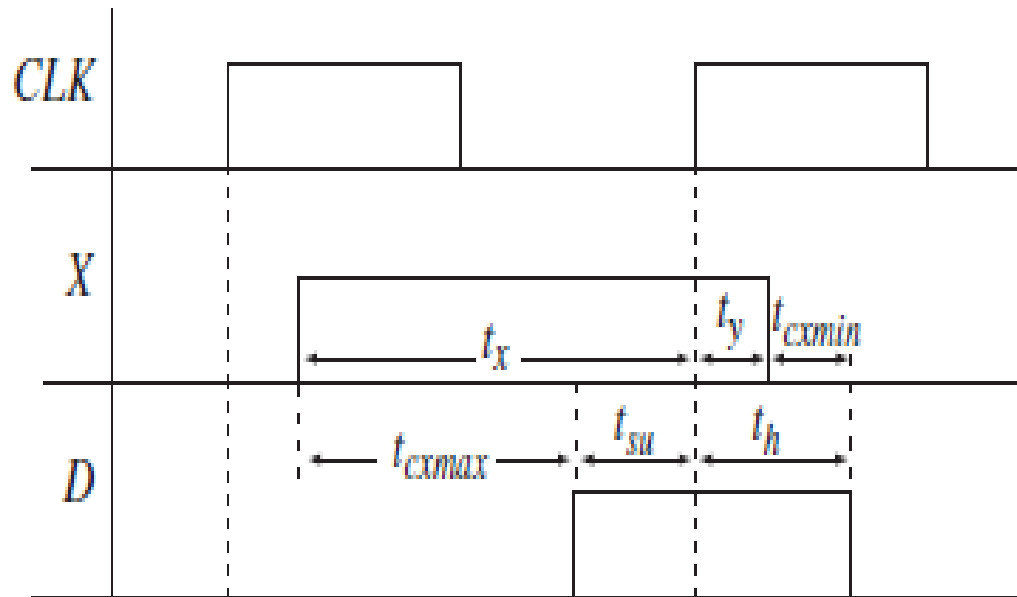 CLK
X
t_x
t_y
t_cxmin
t_cxmax
t_su
t_h
D